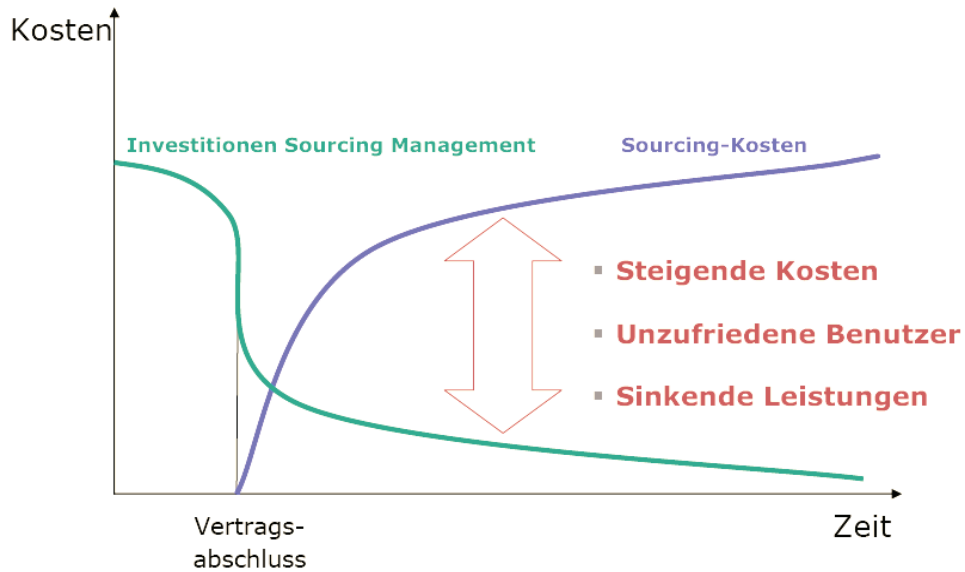 Kosten
Investitionen Sourcing Management
Sourcing-Kosten
▪ Steigende Kosten
▪ Unzufriedene Benutzer
▪ Sinkende Leistungen
Vertrags-
abschluss
Zeit